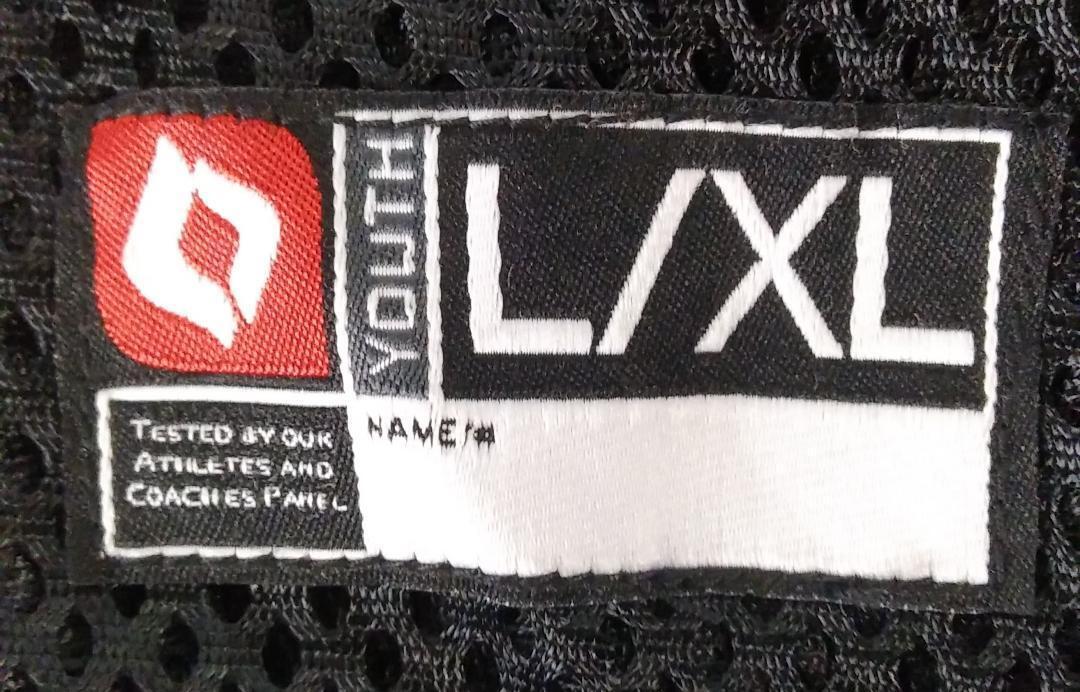 YOUTH
L/XL
TESTED BY OUR
ATHLETES AND
COACHES PANEL
NAME/#